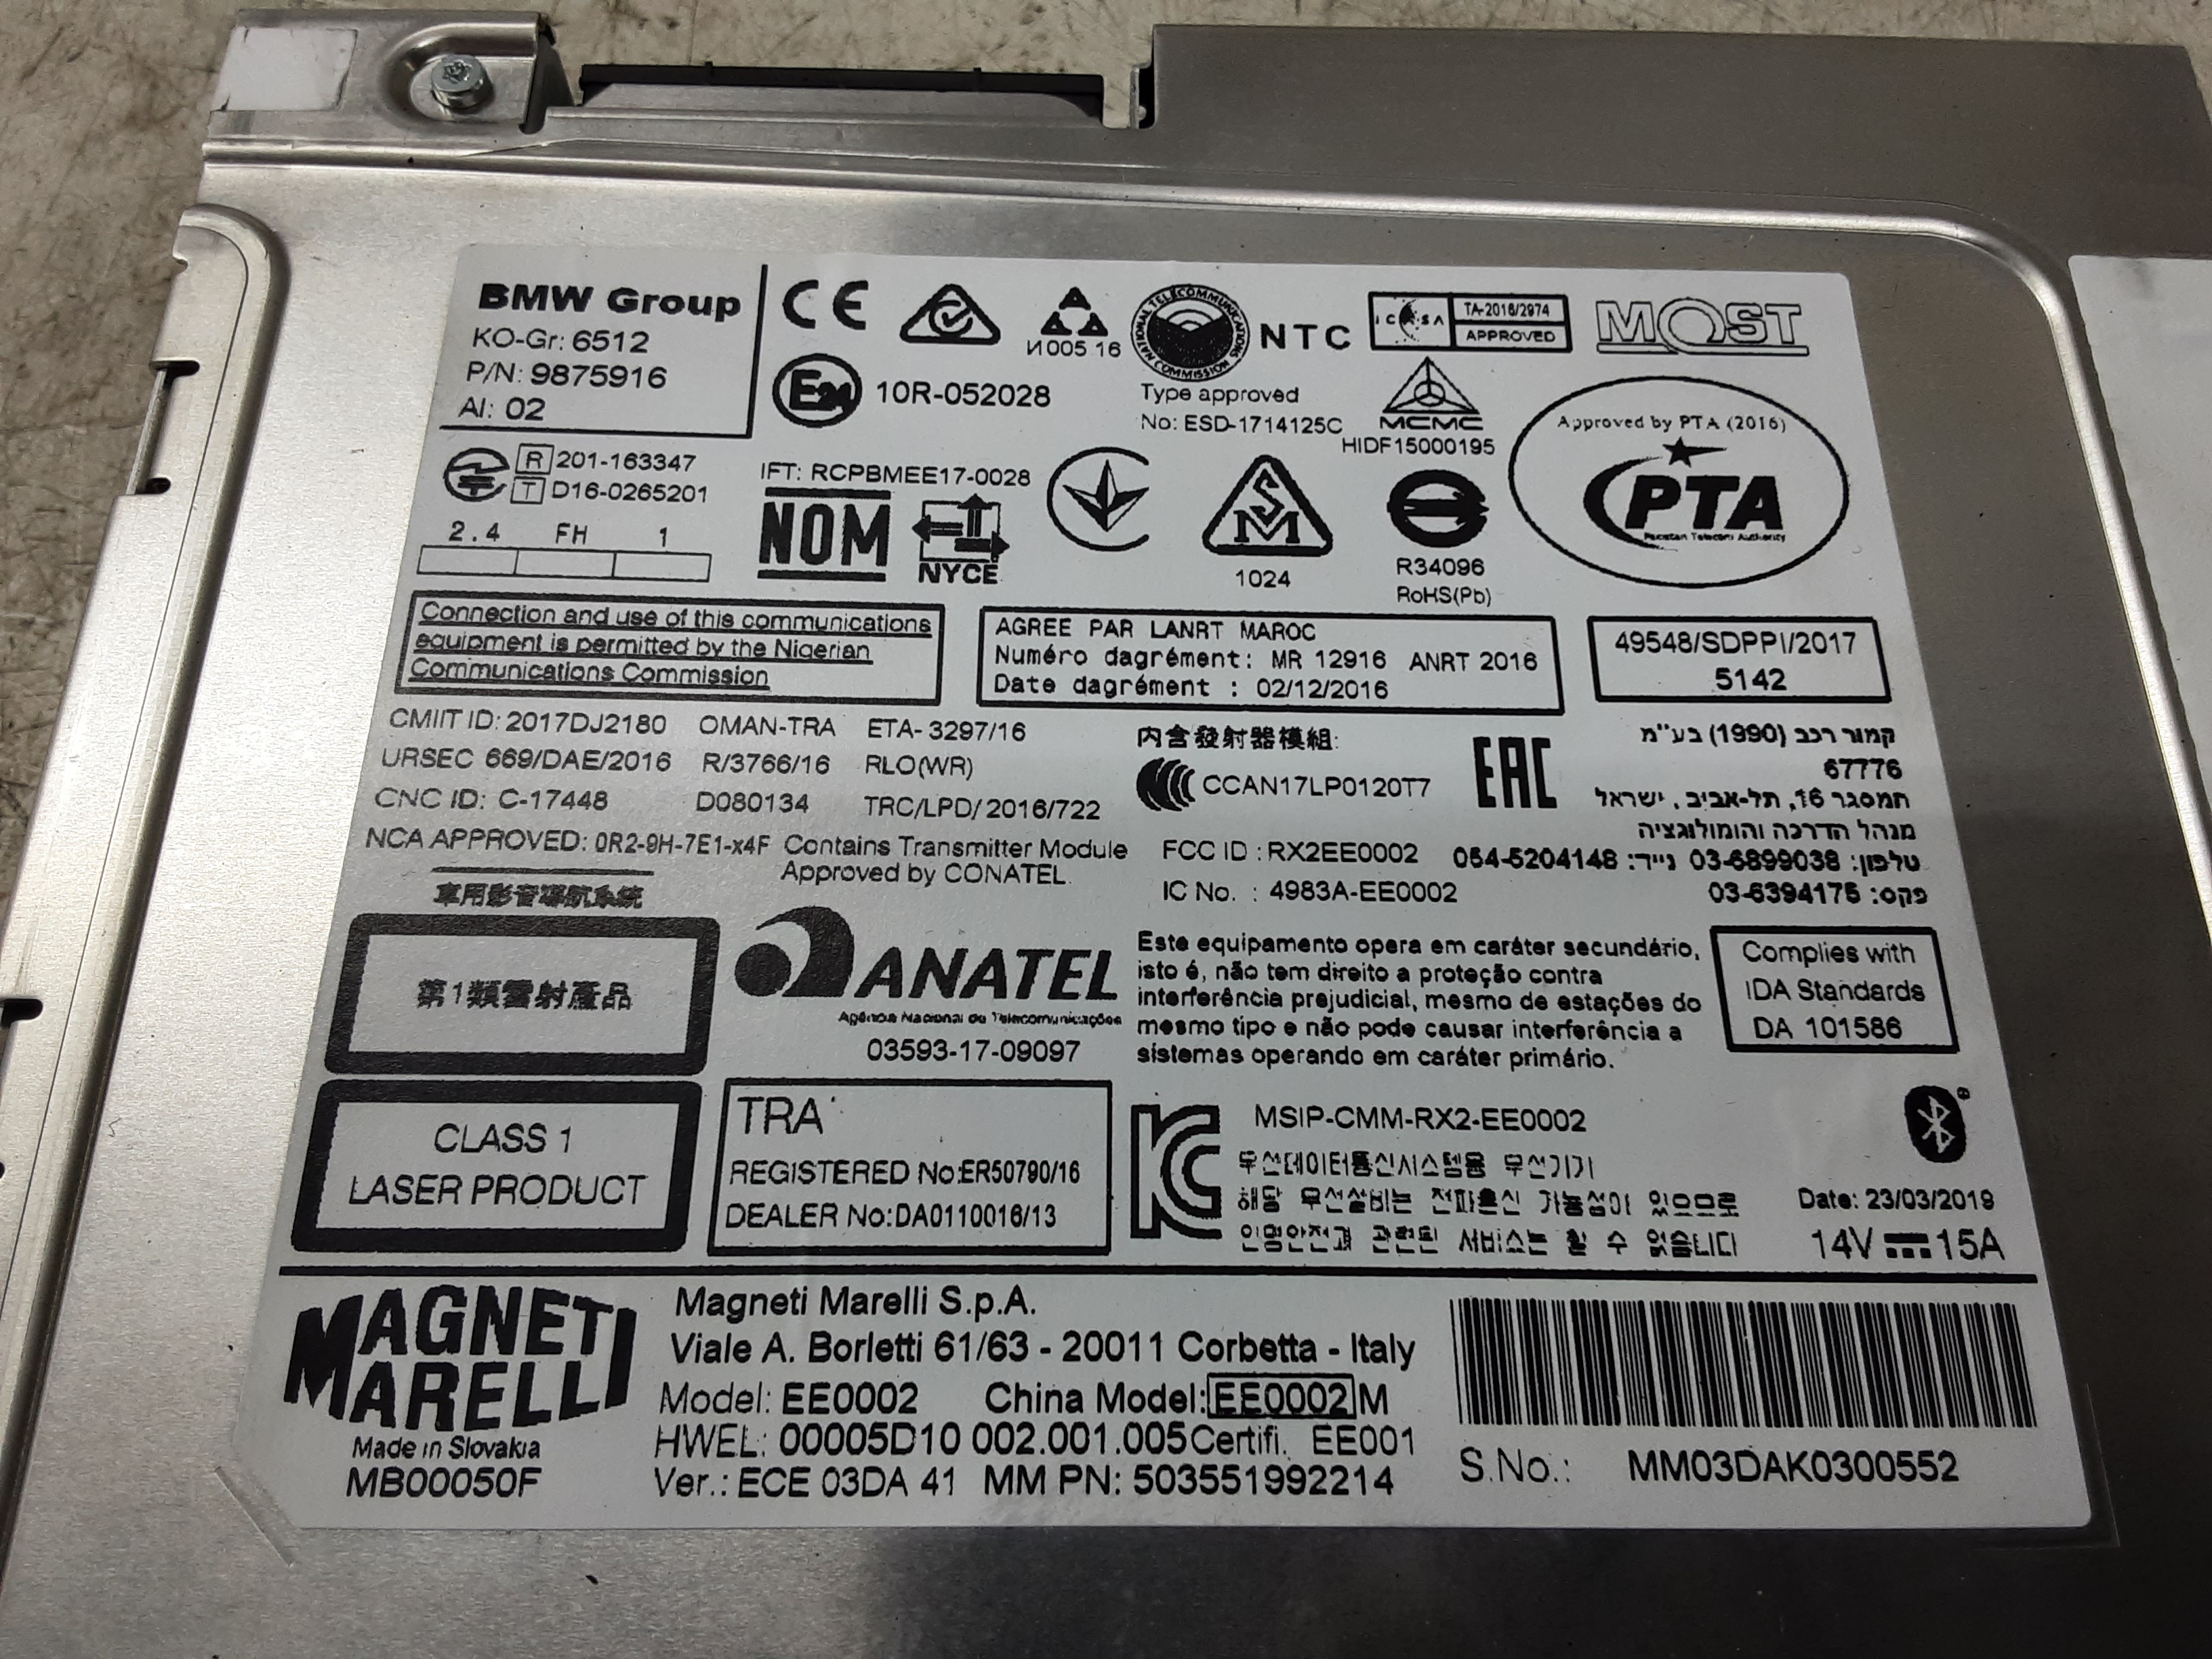 BMW Group
KO-Gr: 6512
P/N: 9875916
AI: 02
CE
И005 16
NATIONAL TELECOMMUNICATIONS COMMISSION
NTC
Type approved
No: ESD-1714125C
ICASA
TA-2016/2974
APPROVED
MOST
E24
10R-052028
MCMC
HIDF15000195
Approved by PTA (2016)
PTA
Pakistan Telecom Authority
R 201-163347
T D16-0265201
2.4 FH 1
IFT: RCPBMEE17-0028
NOM
NYCE
SM
1024
R34096
RoHS(Pb)
Connection and use of this communications
equipment is permitted by the Nigerian
Communications Commission
AGREE PAR LANRT MAROC
Numéro dagrément: MR 12916 ANRT 2016
Date dagrément : 02/12/2016
49548/SDPPI/2017
5142
CMIIT ID: 2017DJ2180 OMAN-TRA ETA- 3297/16
URSEC 669/DAE/2016 R/3766/16 RLO(WR)
CNC ID: C-17448 D080134 TRC/LPD/2016/722
NCA APPROVED: 0R2-9H-7E1-x4F Contains Transmitter Module
Approved by CONATEL
內含發射器模組:
CCAN17LP0120T7
EAC
FCC ID : RX2EE0002
IC No. : 4983A-EE0002
קמור רכב (1990) בע״מ
67776
המסגר 16, תל-אביב, ישראל
מנהל הדרכה והומולוגציה
טלפון: 03-6899038 נייד: 054-5204148
פקס: 03-6394175
車用影音導航系統
第1類雷射產品
CLASS 1
LASER PRODUCT
ANATEL
Agência Nacional de Telecomunicações
03593-17-09097
Este equipamento opera em caráter secundário,
isto é, não tem direito a proteção contra
interferência prejudicial, mesmo de estações do
mesmo tipo e não pode causar interferência a
sistemas operando em caráter primário.
Complies with
IDA Standards
DA 101586
TRA
REGISTERED No:ER50790/16
DEALER No:DA0110016/13
MSIP-CMM-RX2-EE0002
무선데이터통신시스템용 무선기기
해당 무선설비는 전파혼신 가능성이 있으므로
인명안전과 관련된 서비스는 할 수 없습니다
Date: 23/03/2019
14V 15A
MAGNETI
MARELLI
Made in Slovakia
MB00050F
Magneti Marelli S.p.A.
Viale A. Borletti 61/63 - 20011 Corbetta - Italy
Model: EE0002 China Model: EE0002 M
HWEL: 00005D10 002.001.005 Certifi. EE001
Ver.: ECE 03DA 41 MM PN: 503551992214
S.No.: MM03DAK0300552